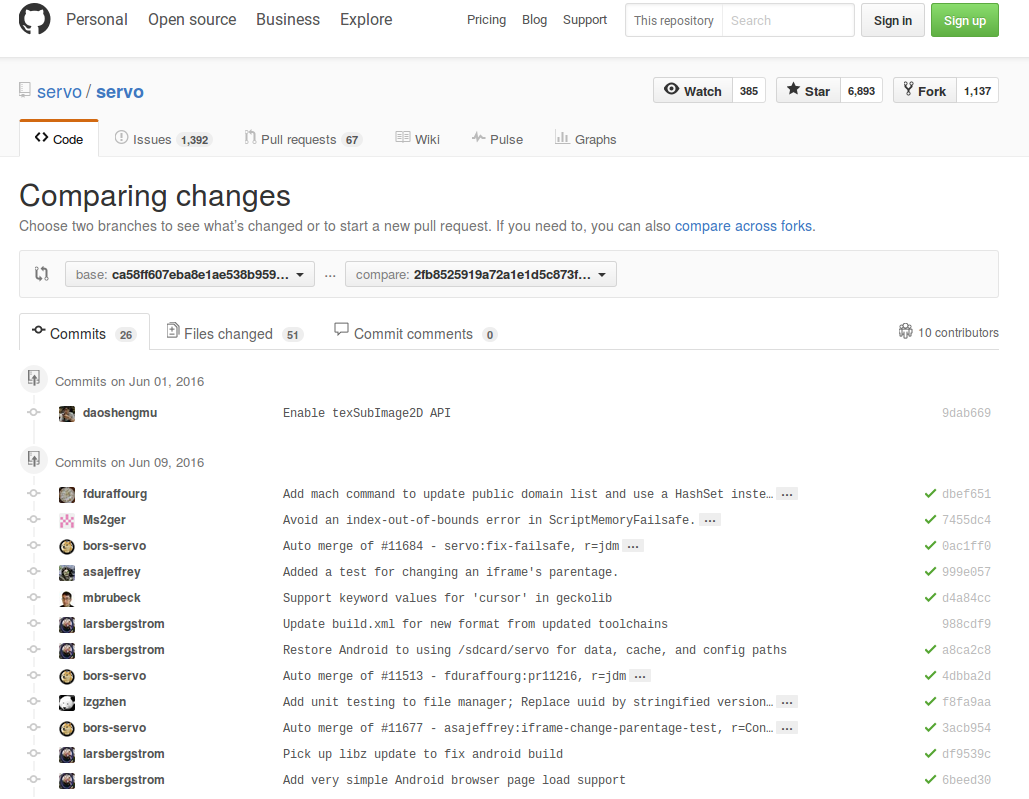 Personal Open source Business Explore Pricing Blog Support This repository Search Sign in Sign up
servo / servo Watch 385 Star 6,893 Fork 1,137
Code Issues 1,392 Pull requests 67 Wiki Pulse Graphs
Comparing changes
Choose two branches to see what's changed or to start a new pull request. If you need to, you can also compare across forks.
base: ca58ff607eba8e1ae538b959... ... compare: 2fb8525919a72a1e1d5c873f...
Commits 26 Files changed 51 Commit comments 0 10 contributors
Commits on Jun 01, 2016
daoshengmu Enable texSubImage2D API 9dab669
Commits on Jun 09, 2016
fduraffourg Add mach command to update public domain list and use a HashSet inste… ... dbef651
Ms2ger Avoid an index-out-of-bounds error in ScriptMemoryFailsafe. ... 7455dc4
bors-servo Auto merge of #11684 - servo:fix-failsafe, r=jdm ... 0ac1ff0
asajeffrey Added a test for changing an iframe's parentage. 999e057
mbrubeck Support keyword values for 'cursor' in geckolib d4a84cc
larsbergstrom Update build.xml for new format from updated toolchains 988cdf9
larsbergstrom Restore Android to using /sdcard/servo for data, cache, and config paths a8ca2c8
bors-servo Auto merge of #11513 - fduraffourg:pr11216, r=jdm ... 4dbba2d
izgzhen Add unit testing to file manager; Replace uuid by stringified version… ... f8fa9aa
bors-servo Auto merge of #11677 - asajeffrey:iframe-change-parentage-test, r=Con… ... 3acb954
larsbergstrom Pick up libz update to fix android build df9539c
larsbergstrom Add very simple Android browser page load support 6beed30